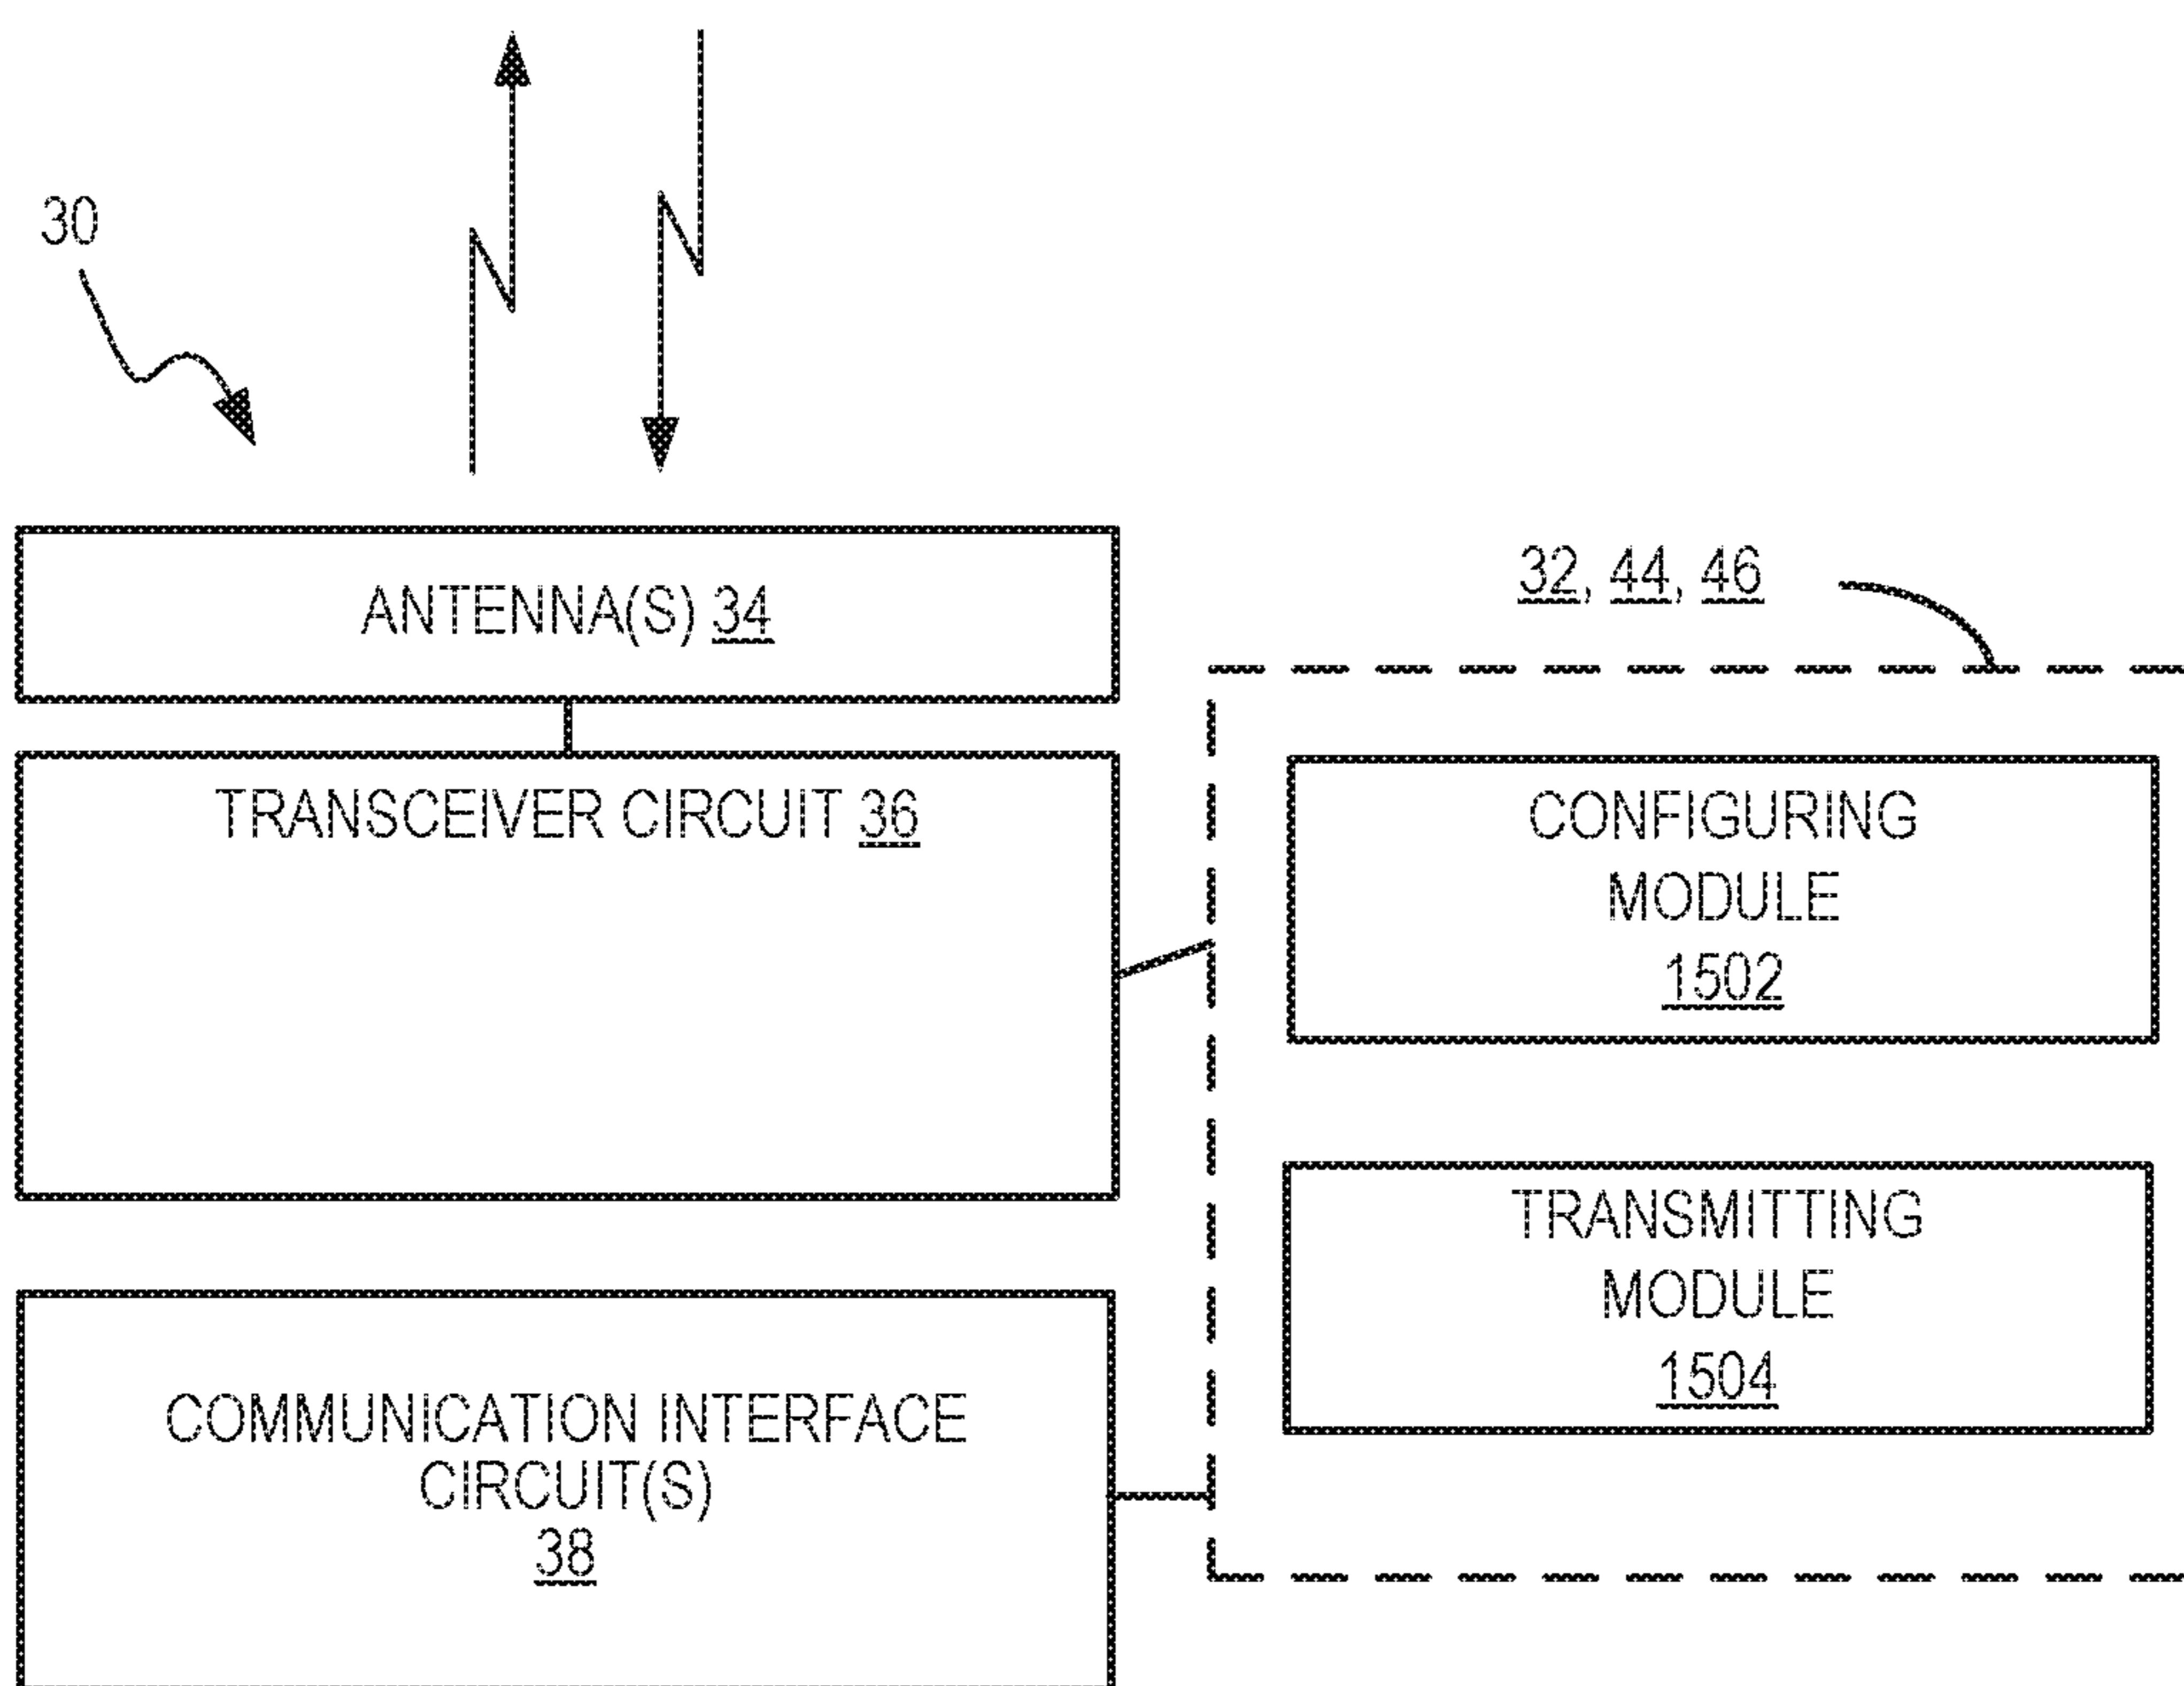 30
ANTENNA(S) 34
32, 44, 46
TRANSCEIVER CIRCUIT 36
CONFIGURING
MODULE
1502
TRANSMITTING
MODULE
1504
COMMUNICATION INTERFACE
CIRCUIT(S)
38